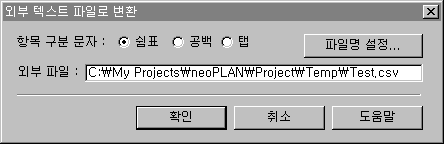 외부 텍스트 파일로 변환
항목 구분 문자 : 쉼표 공백 탭 파일명 설정...
외부 파일 : C:₩My Projects₩neoPLAN₩Project₩Temp₩Test.csv
확인 취소 도움말